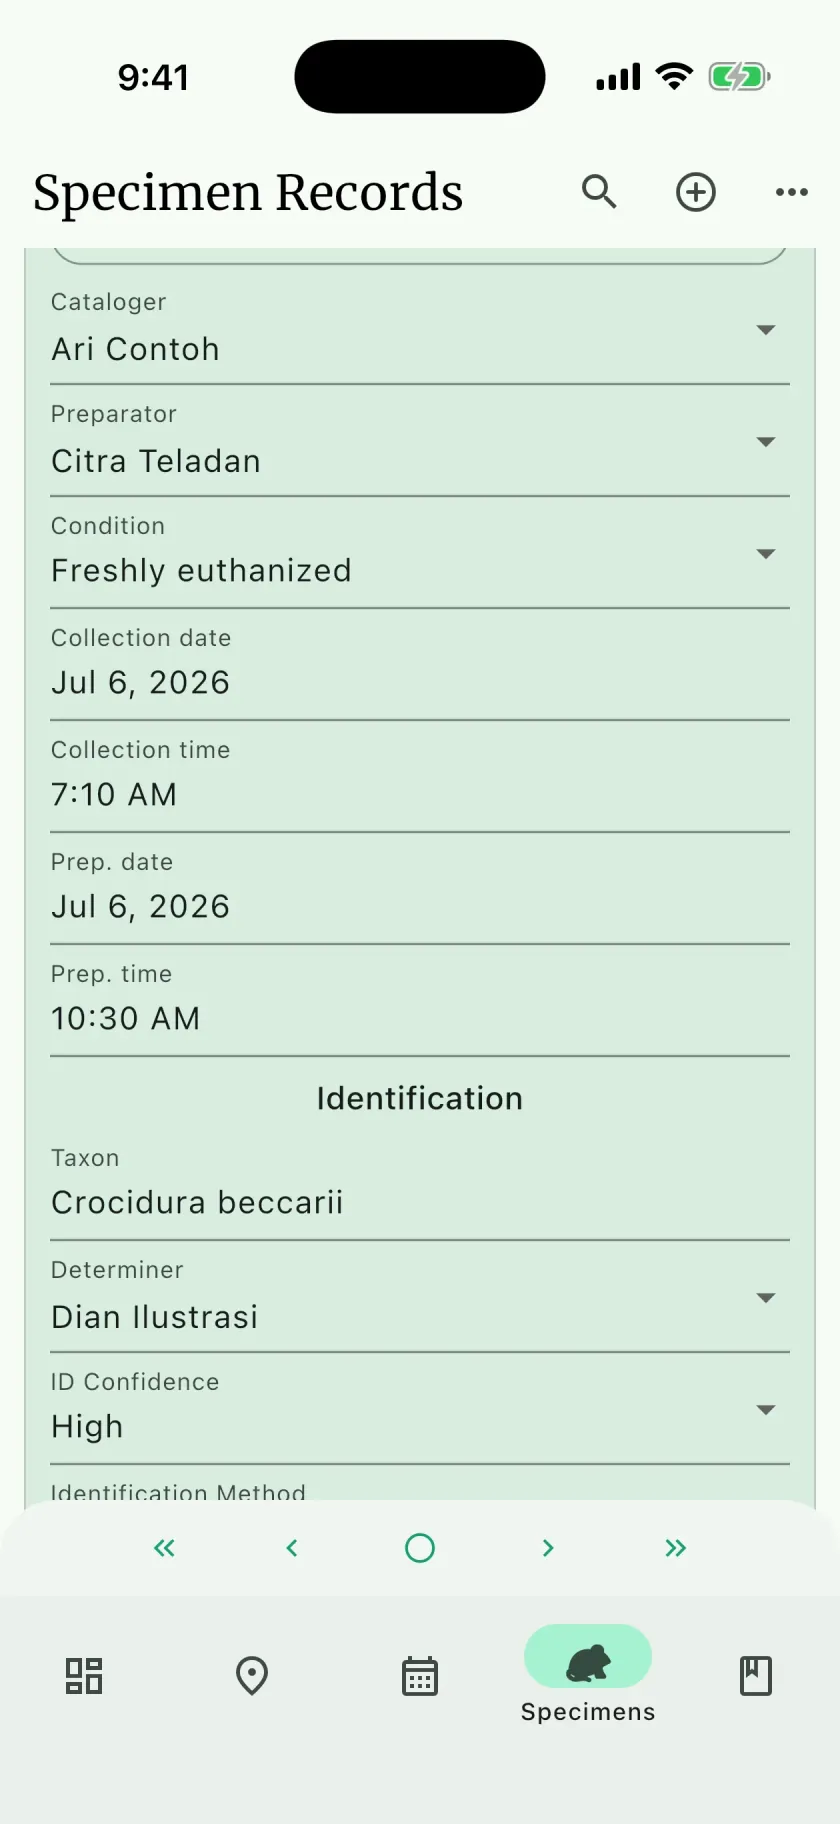 9:41
Specimen Records
Cataloger
Ari Contoh
Preparator
Citra Teladan
Condition
Freshly euthanized
Collection date
Jul 6, 2026
Collection time
7:10 AM
Prep. date
Jul 6, 2026
Prep. time
10:30 AM
Identification
Taxon
Crocidura beccarii
Determiner
Dian Ilustrasi
ID Confidence
High
Identification Method
Specimens